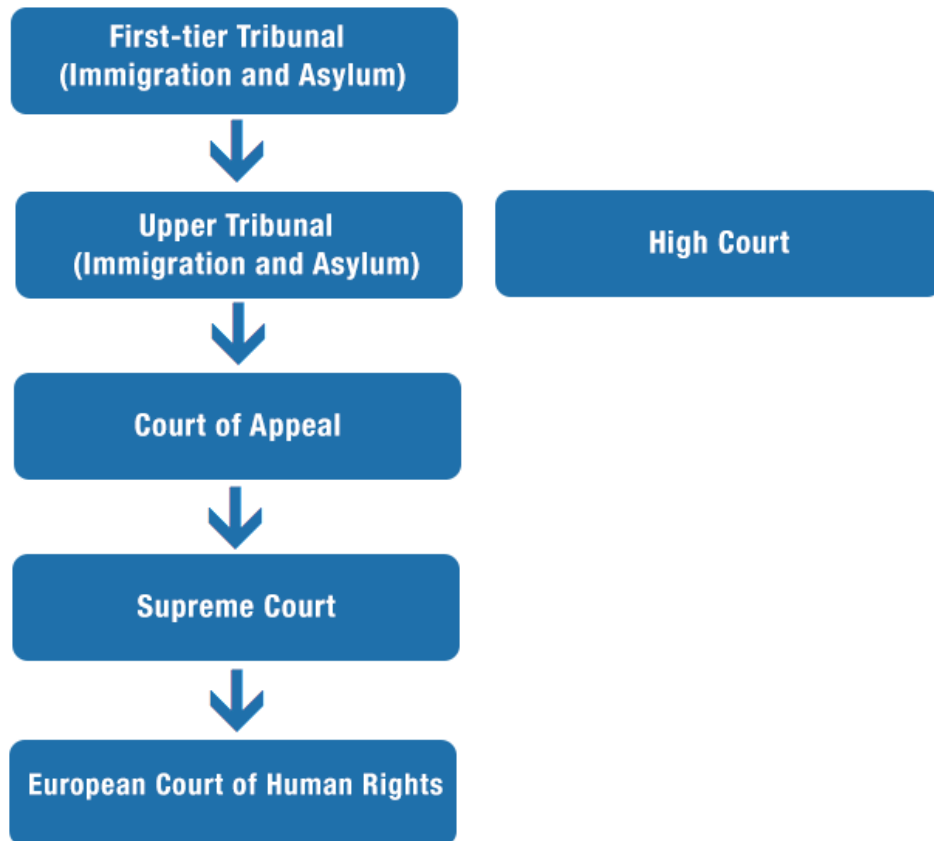 First-tier Tribunal
(Immigration and Asylum)
Upper Tribunal
(Immigration and Asylum)
High Court
Court of Appeal
Supreme Court
European Court of Human Rights